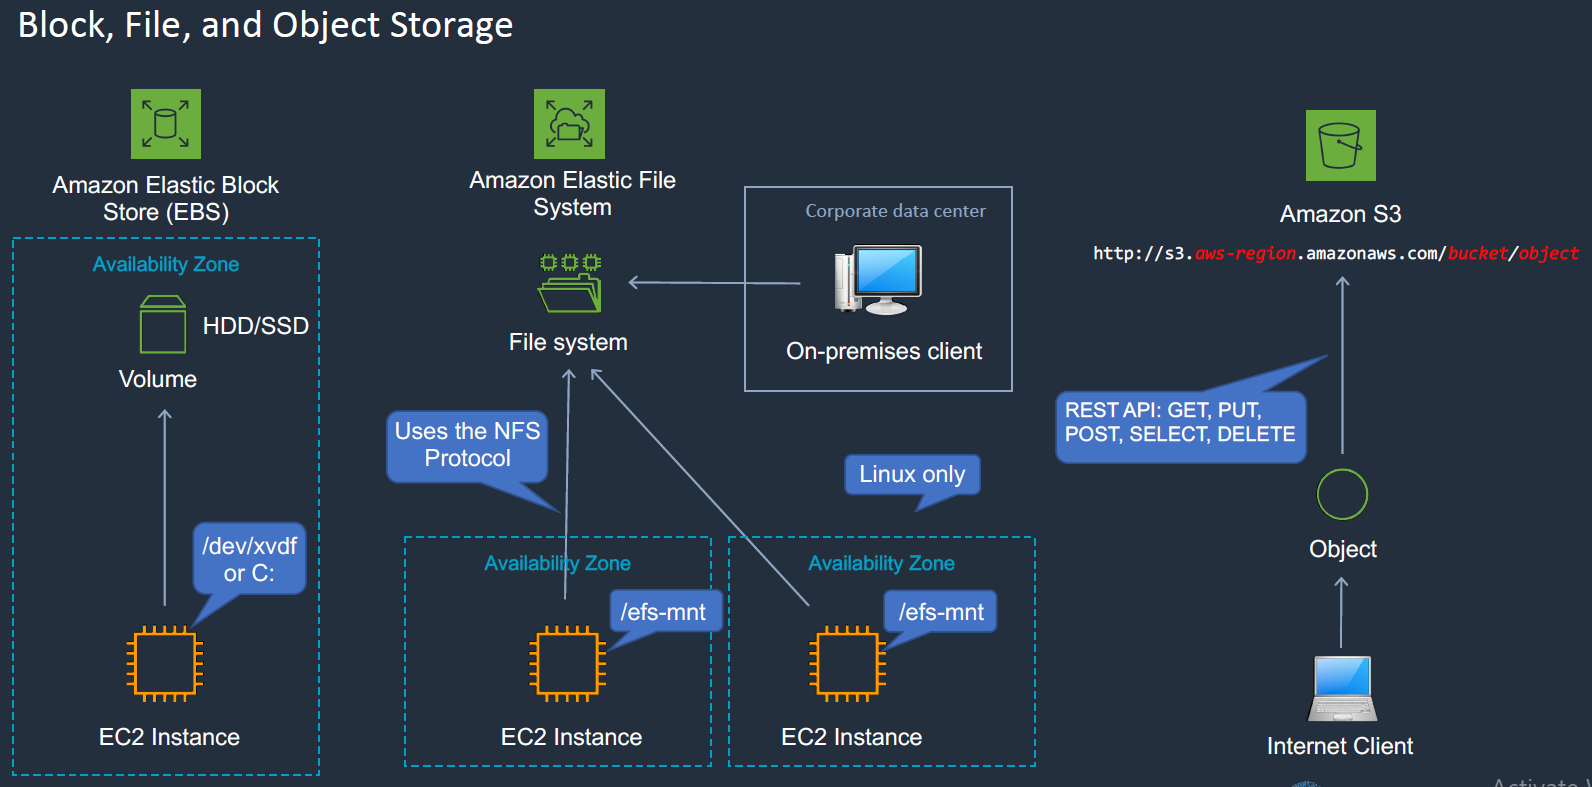 Block, File, and Object Storage
Amazon Elastic Block
Store (EBS)
Availability Zone
HDD/SSD
Volume
/dev/xvdf
or C:
EC2 Instance
Amazon Elastic File
System
File system
Corporate data center
On-premises client
Uses the NFS
Protocol
Linux only
Availability Zone
/efs-mnt
EC2 Instance
Availability Zone
/efs-mnt
EC2 Instance
Amazon S3
http://s3.aws-region.amazonaws.com/bucket/object
REST API: GET, PUT,
POST, SELECT, DELETE
Object
Internet Client